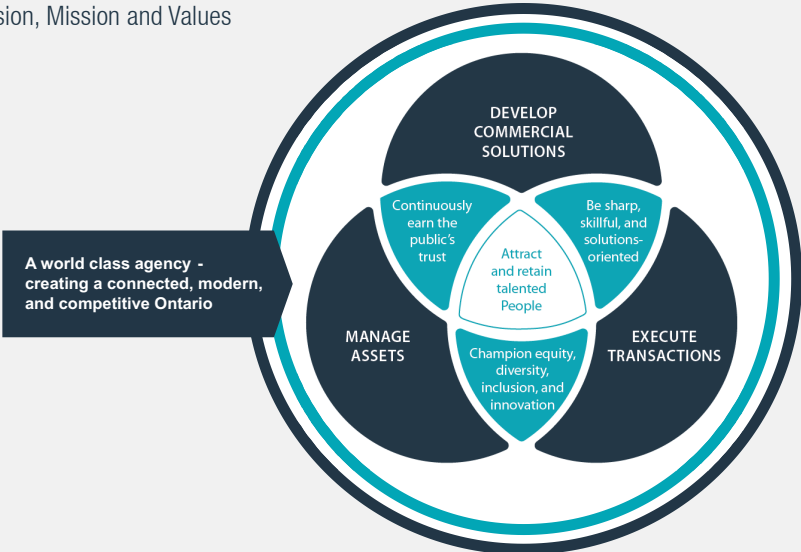 sion, Mission and Values
DEVELOP
COMMERCIAL
SOLUTIONS
Continuously
earn the
public's
trust
Be sharp,
skillful, and
solutions-
oriented
Attract
and retain
talented
People
A world class agency -
creating a connected, modern,
and competitive Ontario
MANAGE
ASSETS
EXECUTE
TRANSACTIONS
Champion equity,
diversity,
inclusion, and
innovation